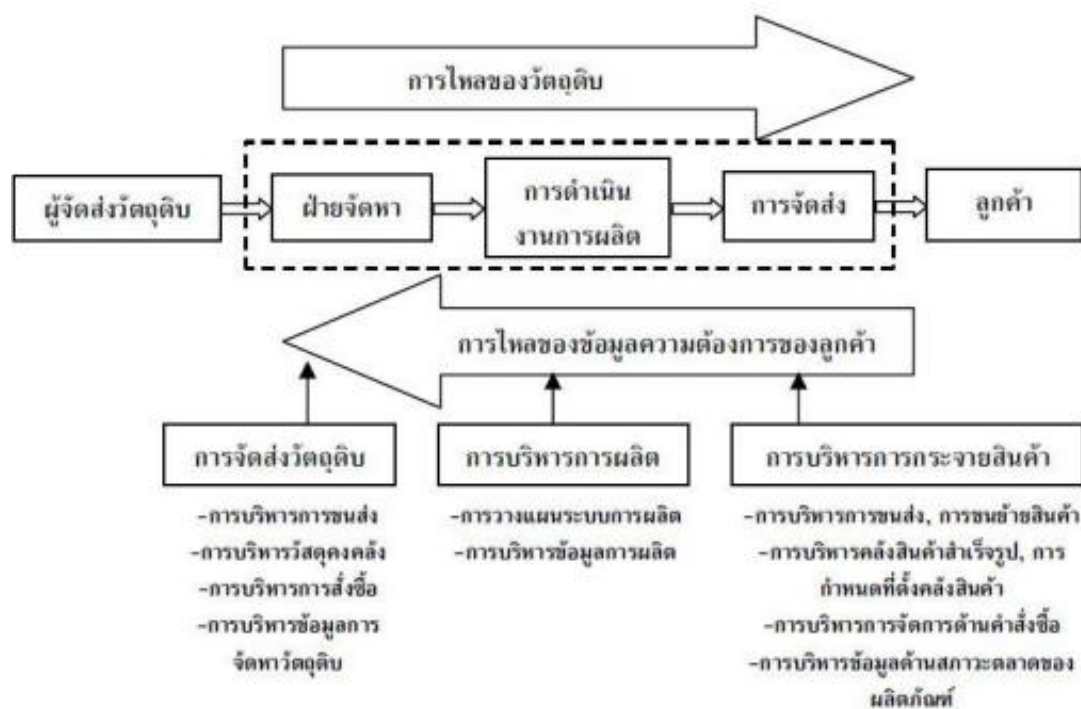 การไหลของวัตถุดิบ
ผู้จัดส่งวัตถุดิบ
ฝ่ายจัดหา
การดำเนิน
งานการผลิต
การจัดส่ง
ลูกค้า
การไหลของข้อมูลความต้องการของลูกค้า
การจัดส่งวัตถุดิบ
-การบริหารการขนส่ง
-การบริหารวัสดุคงคลัง
-การบริหารการสั่งซื้อ
-การบริหารข้อมูลการ
จัดหาวัตถุดิบ
การบริหารการผลิต
-การวางแผนระบบการผลิต
-การบริหารข้อมูลการผลิต
การบริหารการกระจายสินค้า
-การบริหารการขนส่ง, การขนย้ายสินค้า
-การบริหารคลังสินค้าสำเร็จรูป, การ
กำหนดที่ตั้งคลังสินค้า
-การบริหารการจัดการด้านคำสั่งซื้อ
-การบริหารข้อมูลด้านสภาวะตลาดของ
ผลิตภัณฑ์